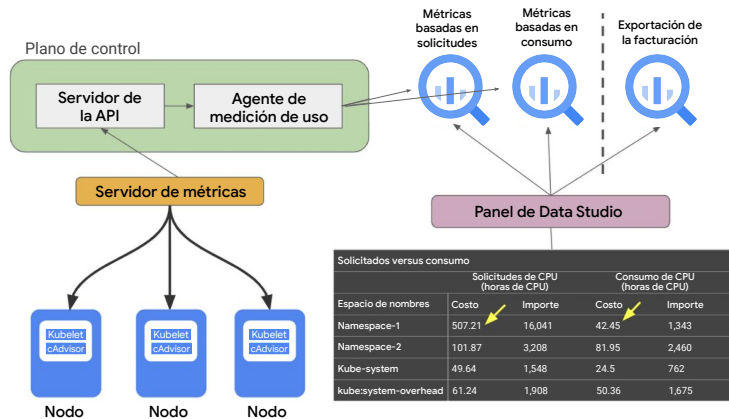 Plano de control
Servidor de
la API
Agente de
medición de uso
Métricas
basadas en
solicitudes
Métricas
basadas en
consumo
Exportación de
la facturación
Servidor de métricas
Panel de Data Studio
Kubelet
cAdvisor
Nodo
Kubelet
cAdvisor
Nodo
Kubelet
cAdvisor
Nodo
Solicitados versus consumo
Solicitudes de CPU
(horas de CPU)
Consumo de CPU
(horas de CPU)
Espacio de nombres Costo Importe Costo Importe
Namespace-1 507.21 16,041 42.45 1,343
Namespace-2 101.87 3,208 81.95 2,460
Kube-system 49.64 1,548 24.5 762
kube:system-overhead 61.24 1,908 50.36 1,675